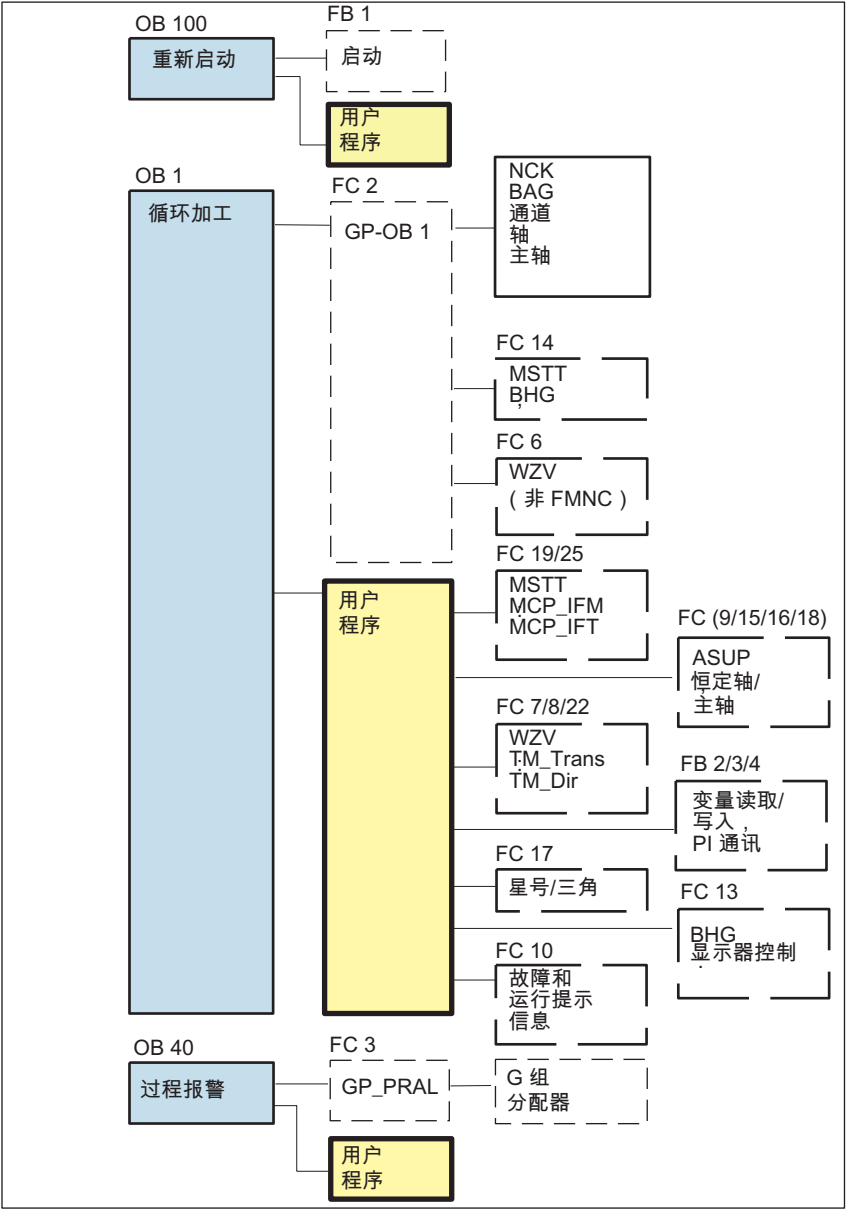 OB 100
重新启动
FB 1
启动
用户
程序
OB 1
循环加工
FC 2
GP-OB 1
NCK
BAG
通道
轴
主轴
FC 14
MSTT
BHG
FC 6
WZV
（非 FMNC）
用户
程序
FC 19/25
MSTT
MCP_IFM
MCP_IFT
FC (9/15/16/18)
ASUP
恒定轴/
主轴
FC 7/8/22
WZV
TM_Trans
TM_Dir
FB 2/3/4
变量读取/
写入，
PI 通讯
FC 17
星号/三角
FC 13
BHG
显示器控制
FC 10
故障和
运行提示
信息
OB 40
过程报警
FC 3
GP_PRAL
G 组
分配器
用户
程序